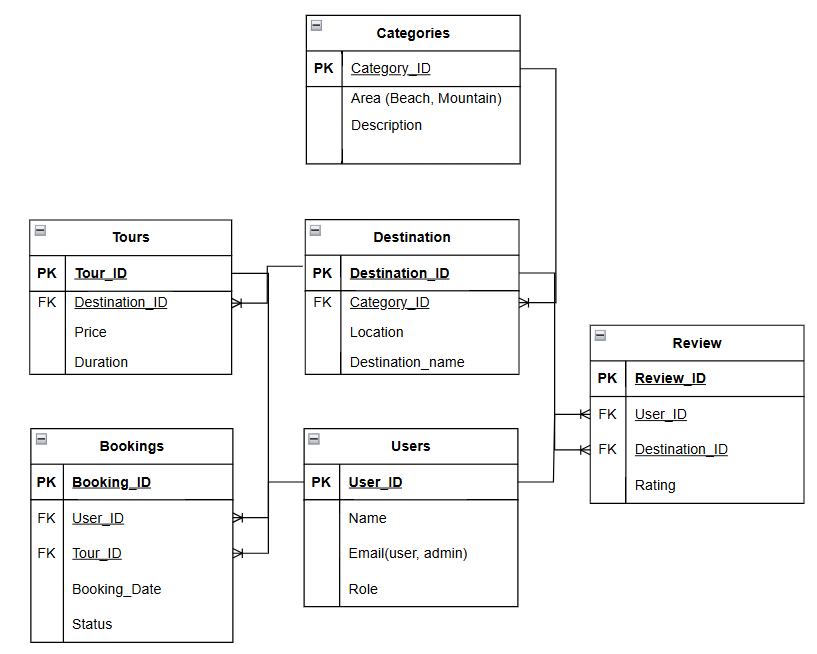 Categories
PK Category_ID
Area (Beach, Mountain)
Description
Tours
PK Tour_ID
FK Destination_ID
Price
Duration
Destination
PK Destination_ID
FK Category_ID
Location
Destination_name
Review
PK Review_ID
FK User_ID
FK Destination_ID
Rating
Bookings
PK Booking_ID
FK User_ID
FK Tour_ID
Booking_Date
Status
Users
PK User_ID
Name
Email(user, admin)
Role